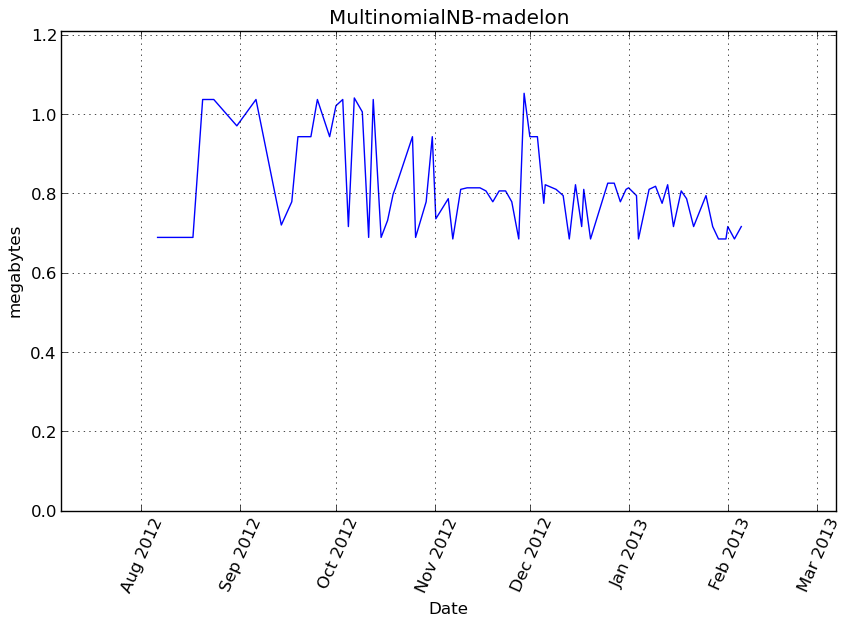 MultinomialNB-madelon
1.2
1.0
0.8
0.6
0.4
0.2
0.0
megabytes
Aug 2012
Sep 2012
Oct 2012
Nov 2012
Dec 2012
Jan 2013
Feb 2013
Mar 2013
Date